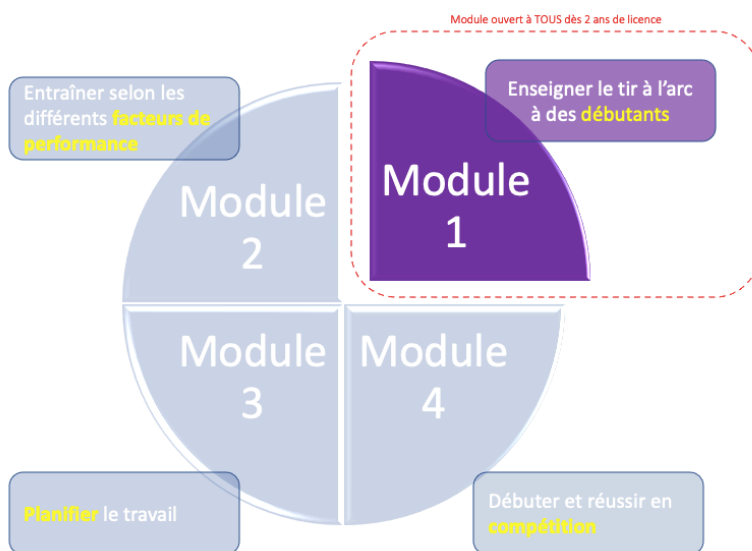 Module ouvert à TOUS dès 2 ans de licence
Entraîner selon les
différents facteurs de
performance
Enseigner le tir à l'arc
à des débutants
Module
1
Module
2
Module
3
Module
4
Planifier le travail
Débuter et réussir en
compétition